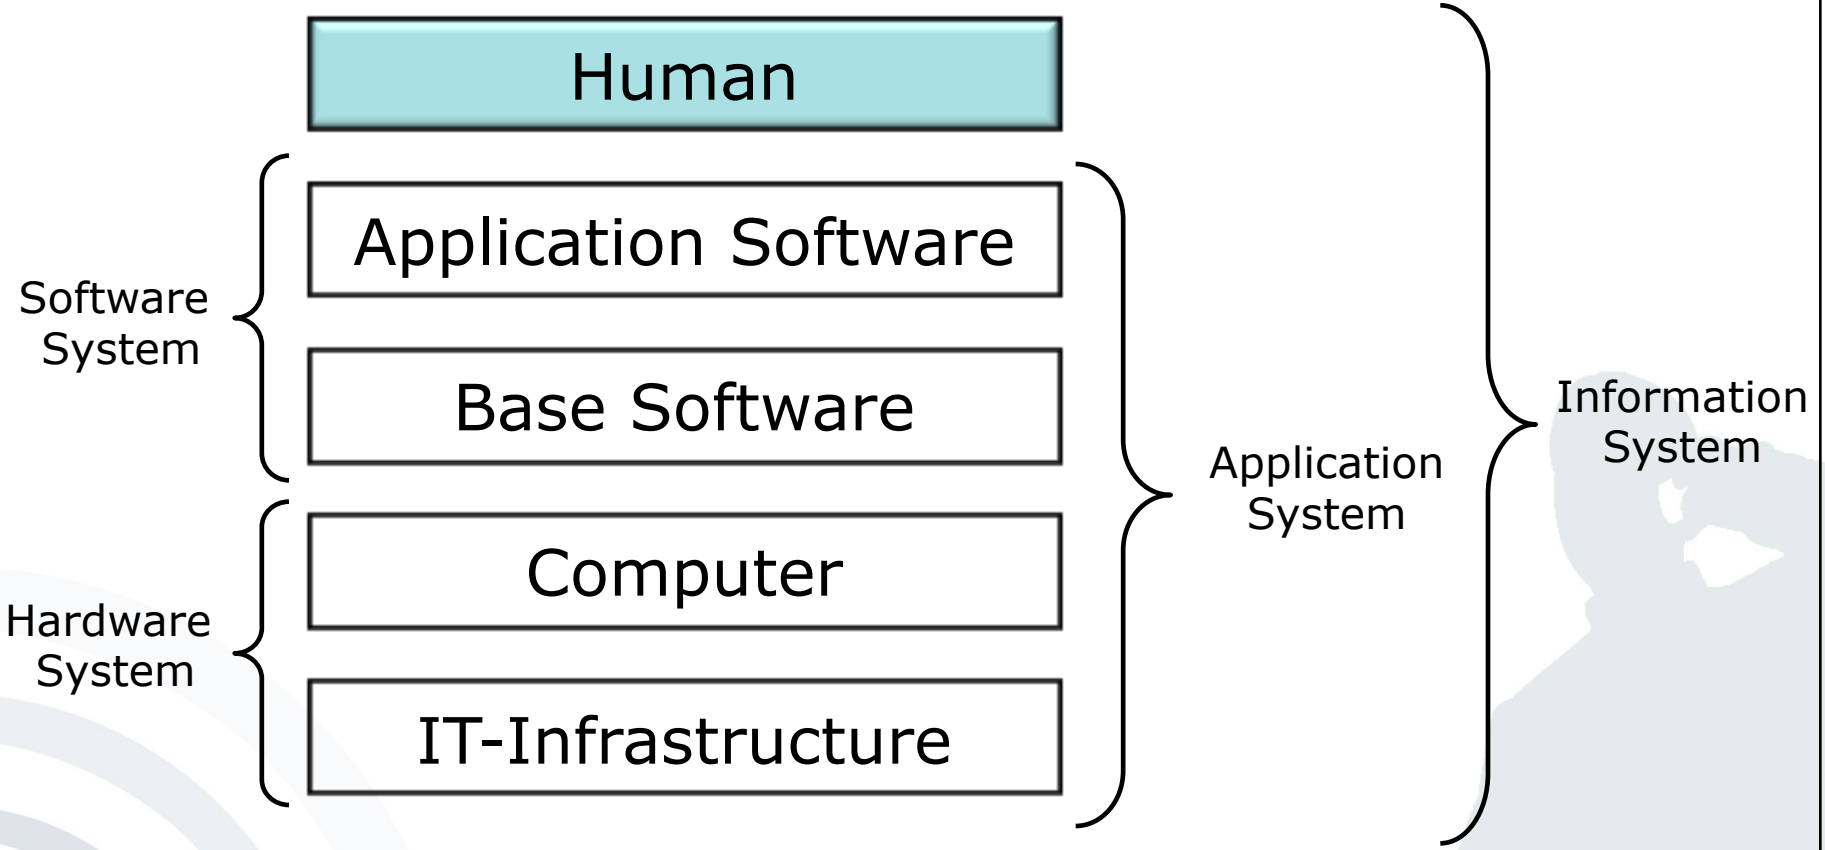 Human
Application Software
Software
System
Base Software
Information
System
Application
System
Computer
Hardware
System
IT-Infrastructure